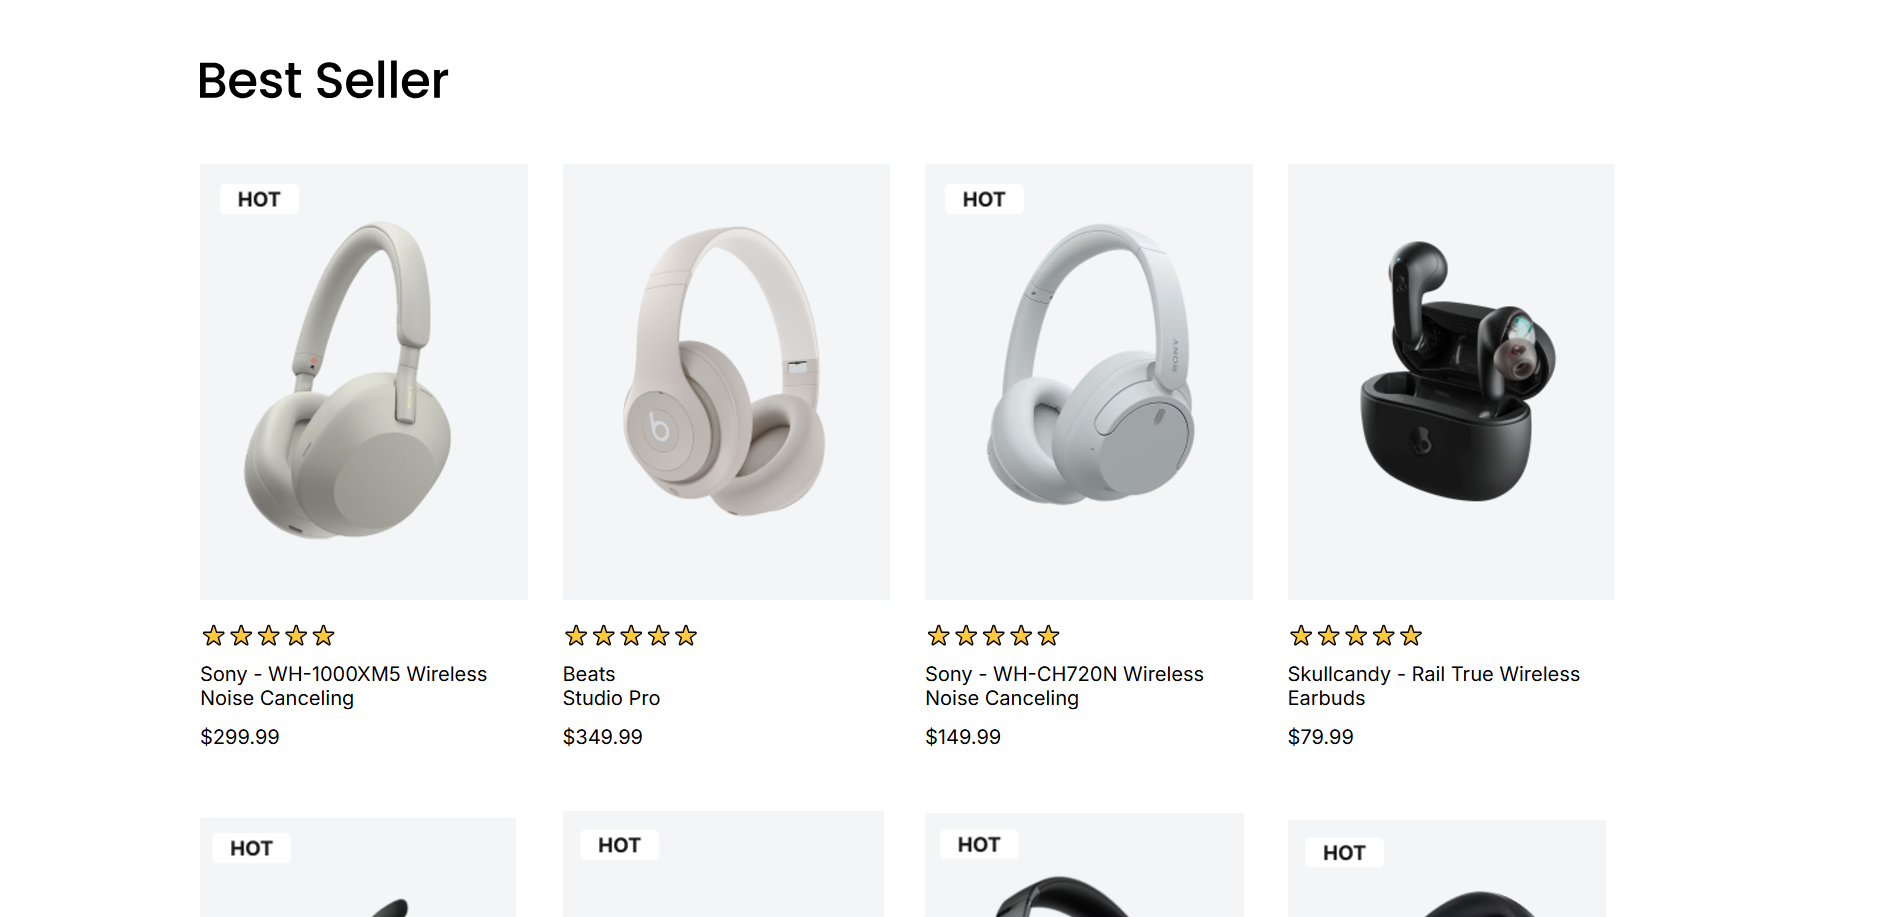 Best Seller
HOT
HOT
SONY
Sony - WH-1000XM5 Wireless
Noise Canceling
$299.99
Beats
Studio Pro
$349.99
Sony - WH-CH720N Wireless
Noise Canceling
$149.99
Skullcandy - Rail True Wireless
Earbuds
$79.99
HOT
HOT
HOT
HOT